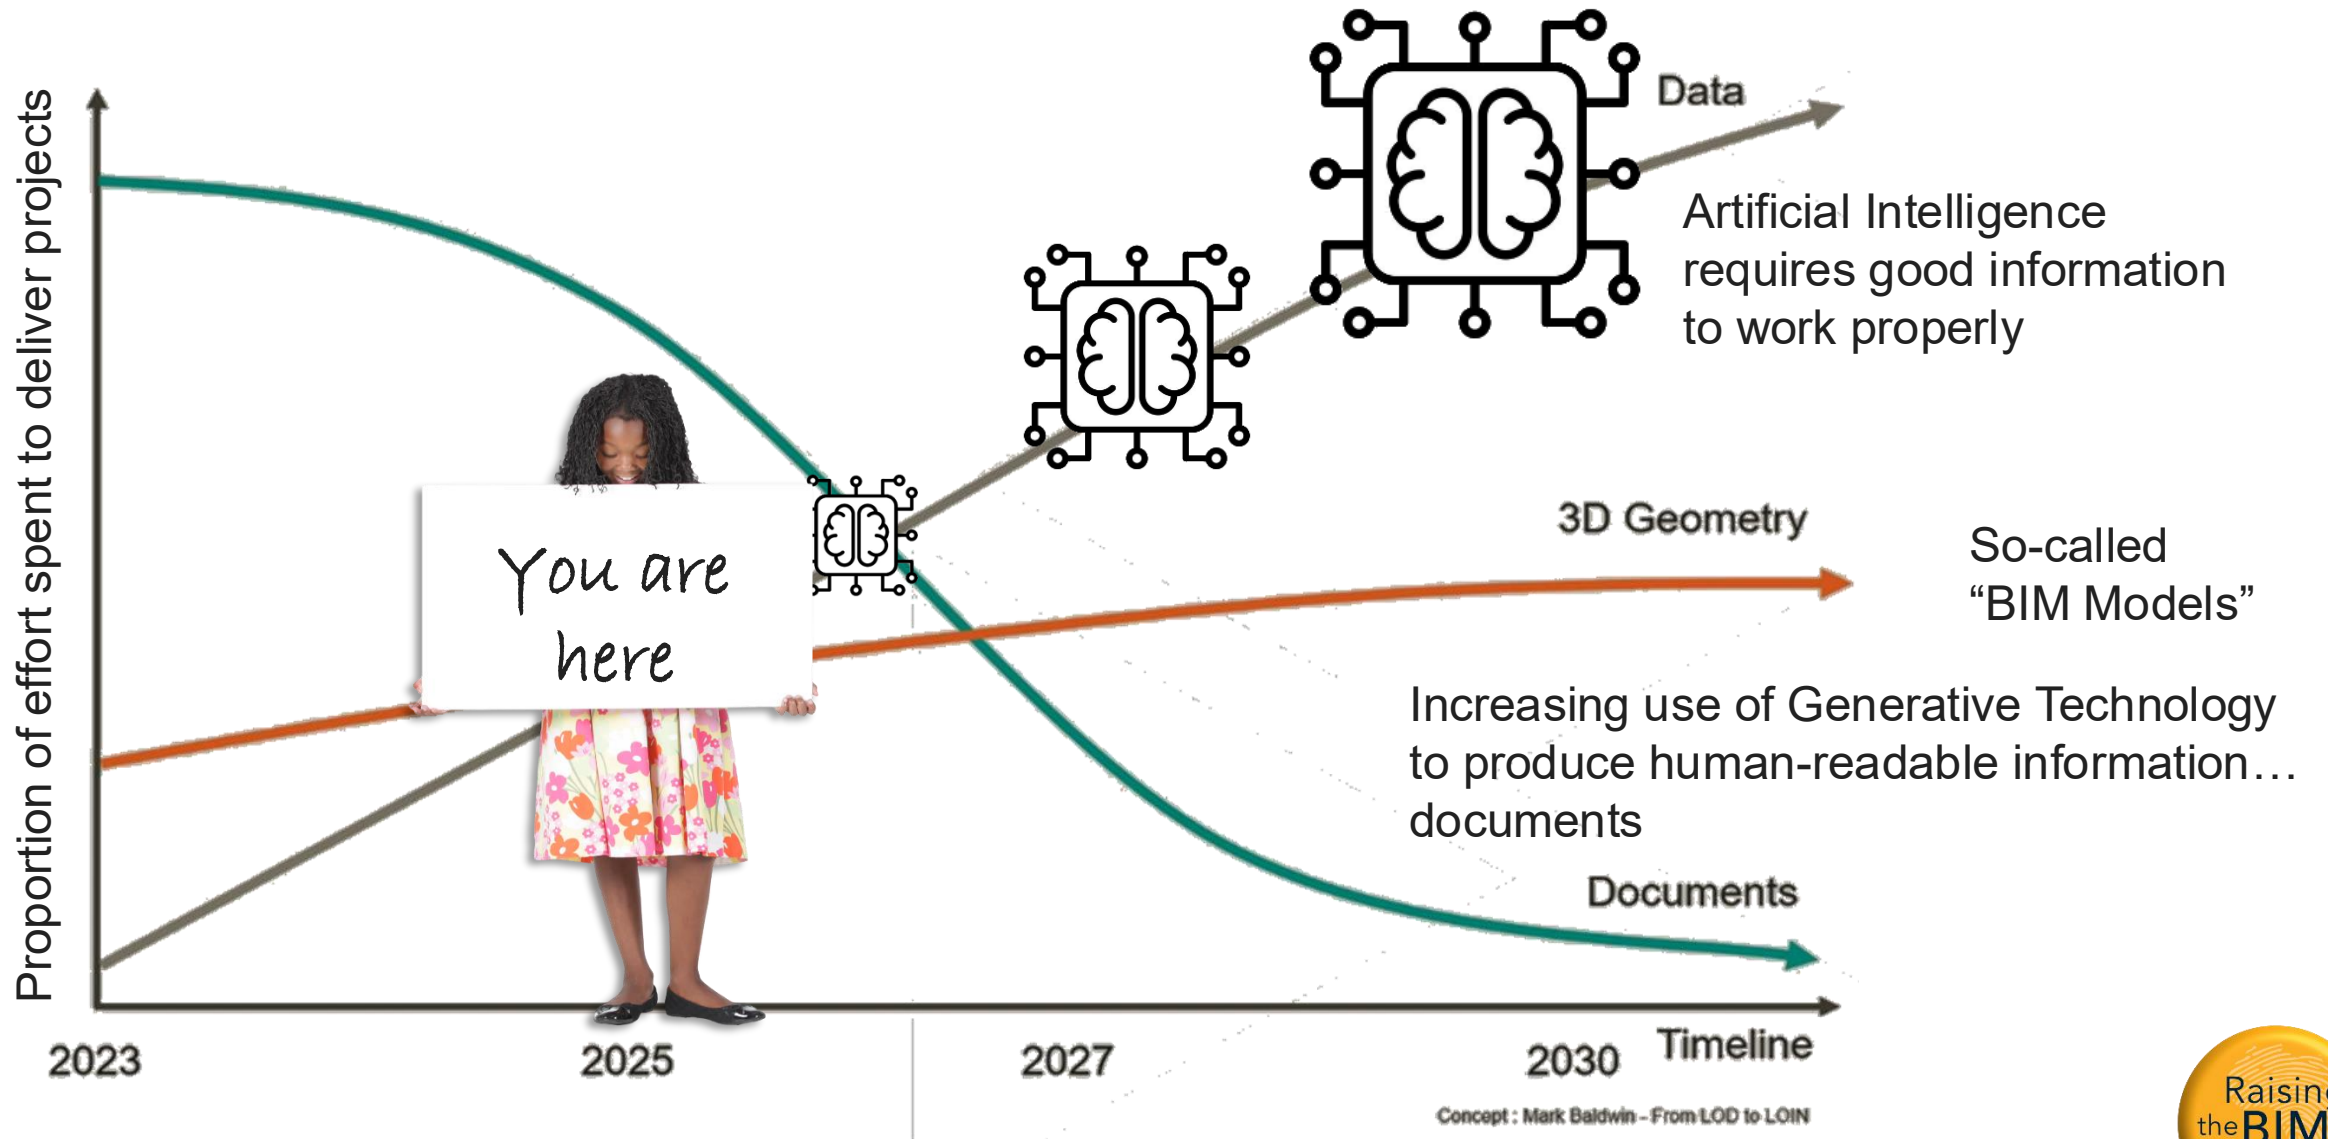 Proportion of effort spent to deliver projects
Data
Artificial Intelligence
requires good information
to work properly
3D Geometry
So-called
“BIM Models”
You are
here
Increasing use of Generative Technology
to produce human-readable information…
documents
Documents
2023
2025
2027
2030
Timeline
Concept : Mark Baldwin - From LOD to LOIN
Raising
the BIM